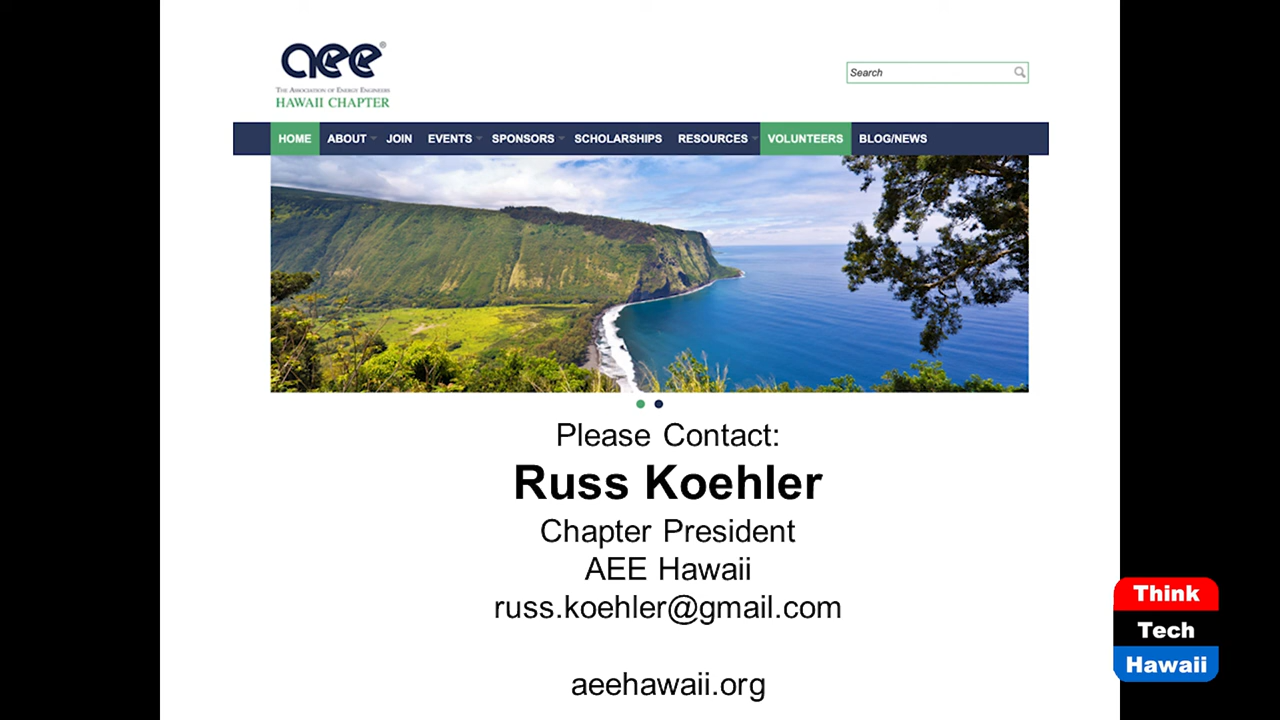 aee®
THE ASSOCIATION OF ENERGY ENGINEERS
HAWAII CHAPTER
Search
HOME ABOUT JOIN EVENTS SPONSORS SCHOLARSHIPS RESOURCES VOLUNTEERS BLOG/NEWS
Please Contact:
Russ Koehler
Chapter President
AEE Hawaii
russ.koehler@gmail.com
aeehawaii.org
Think
Tech
Hawaii